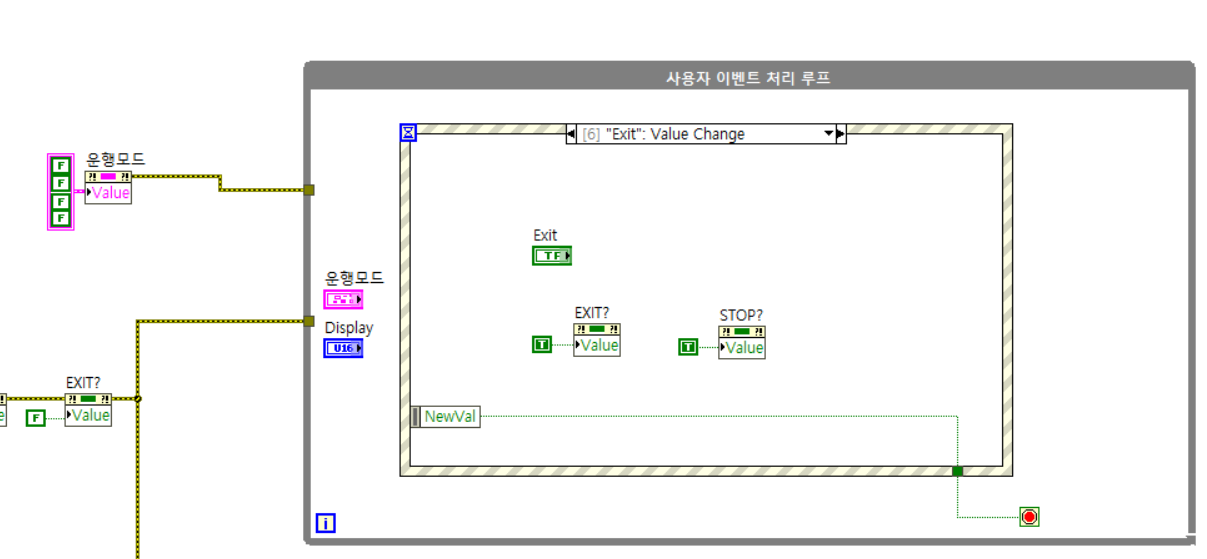 사용자 이벤트 처리 루프
[6] "Exit": Value Change
운행모드
F
F
F
F
Value
Exit
TF
운행모드
Display
U16
EXIT?
T
Value
STOP?
T
Value
EXIT?
F
Value
NewVal
i